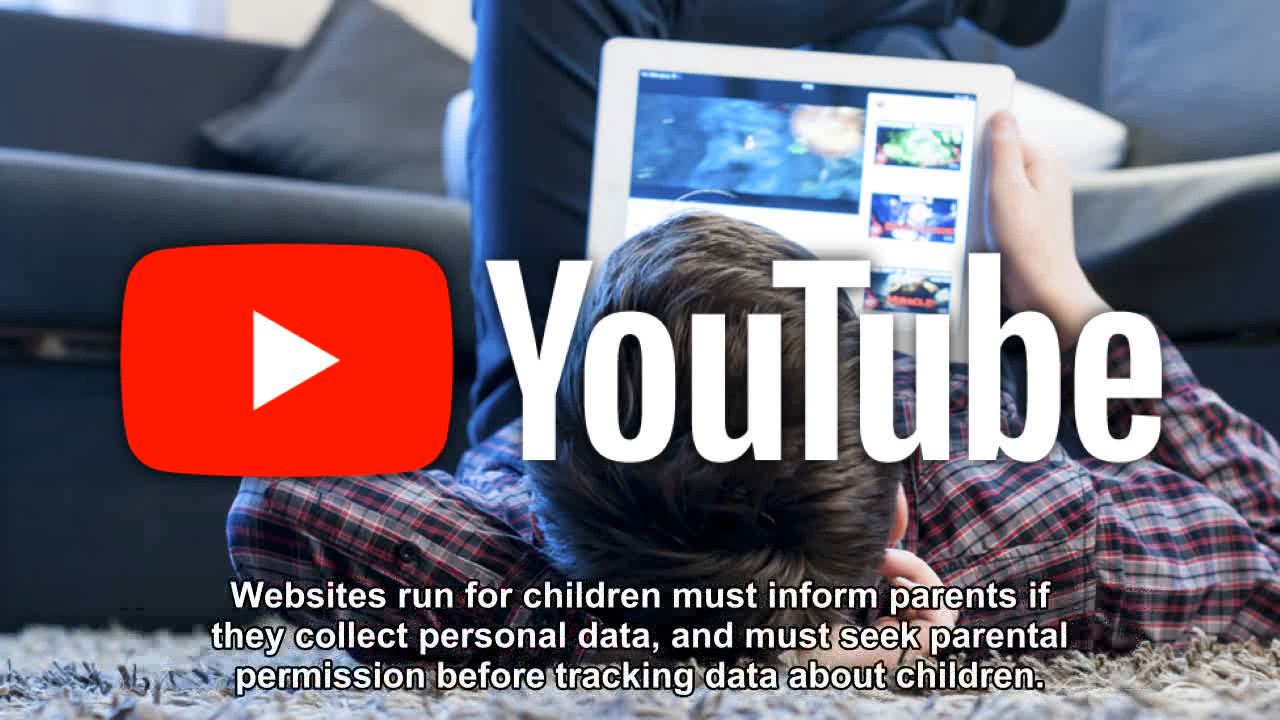 YouTube
Websites run for children must inform parents if
they collect personal data, and must seek parental
permission before tracking data about children.